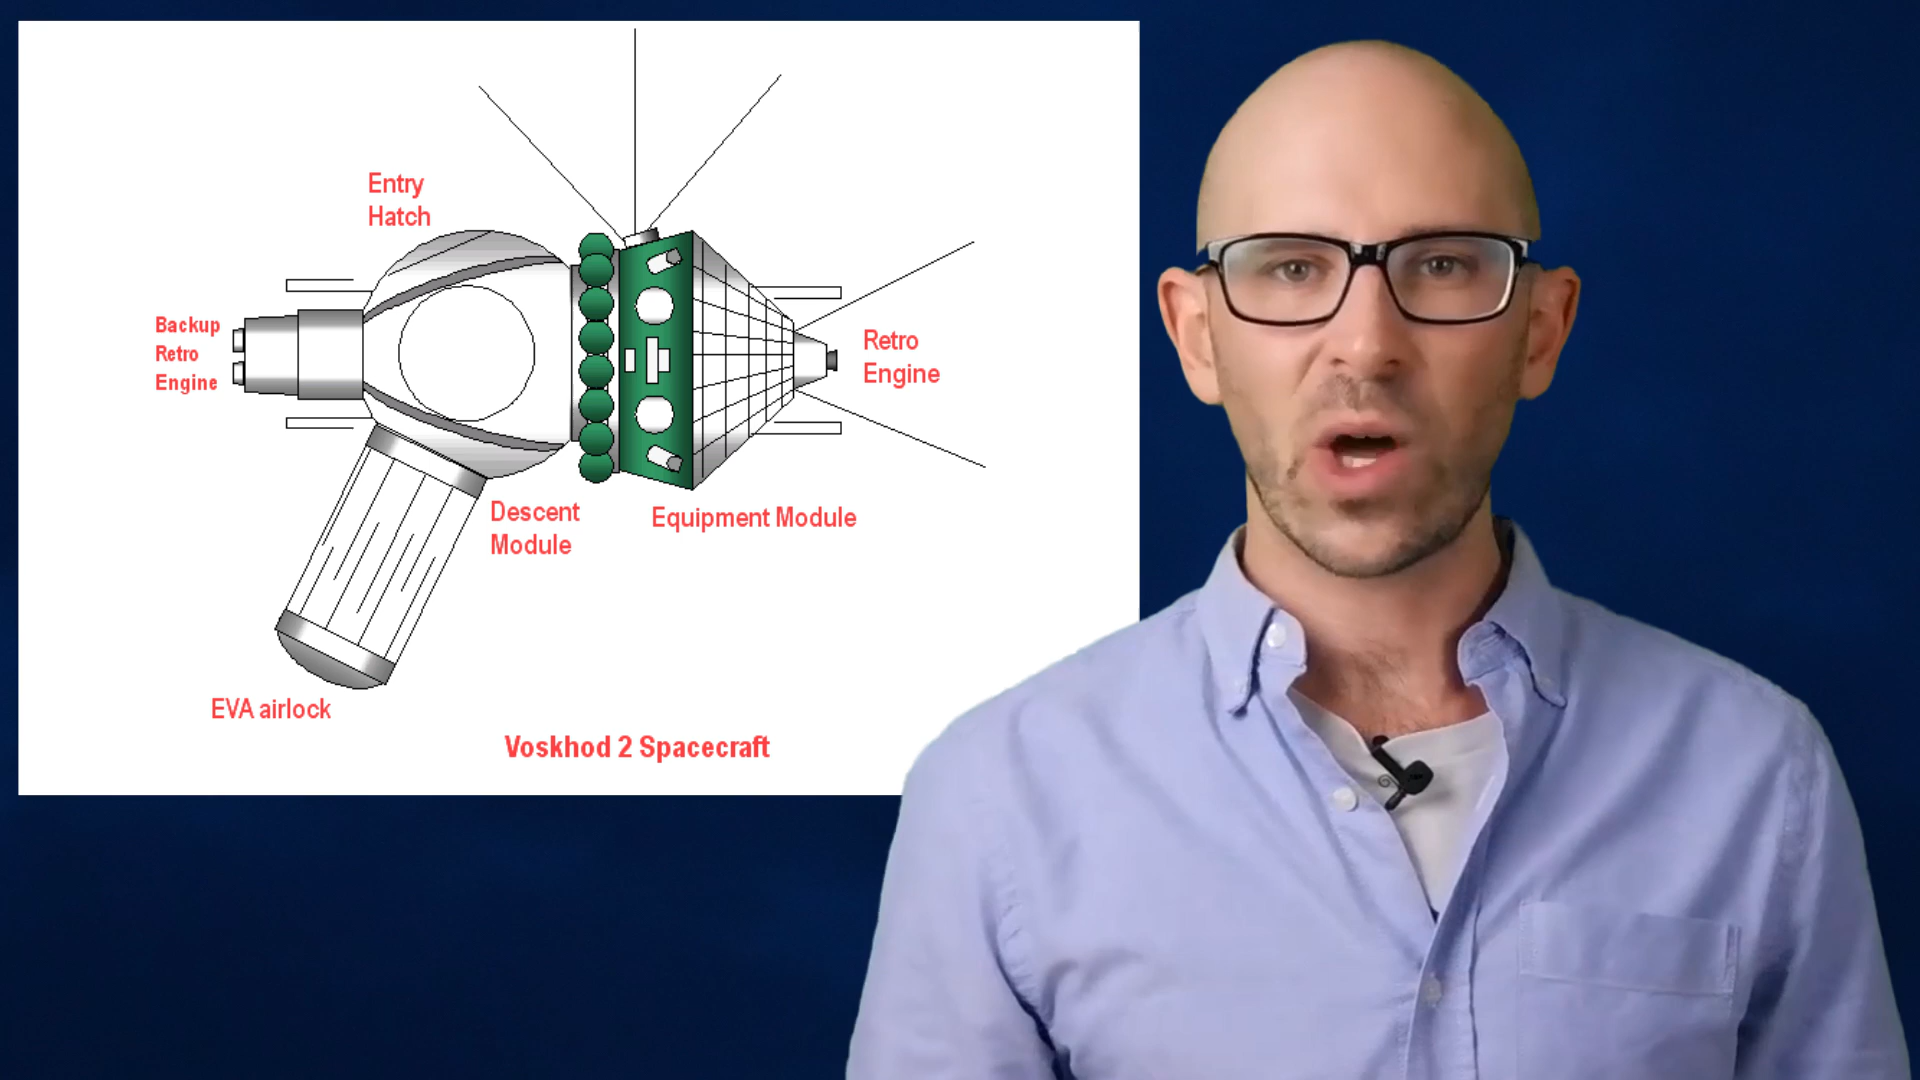 Entry
Hatch
Backup
Retro
Engine
Retro
Engine
Descent
Module
Equipment Module
EVA airlock
Voskhod 2 Spacecraft